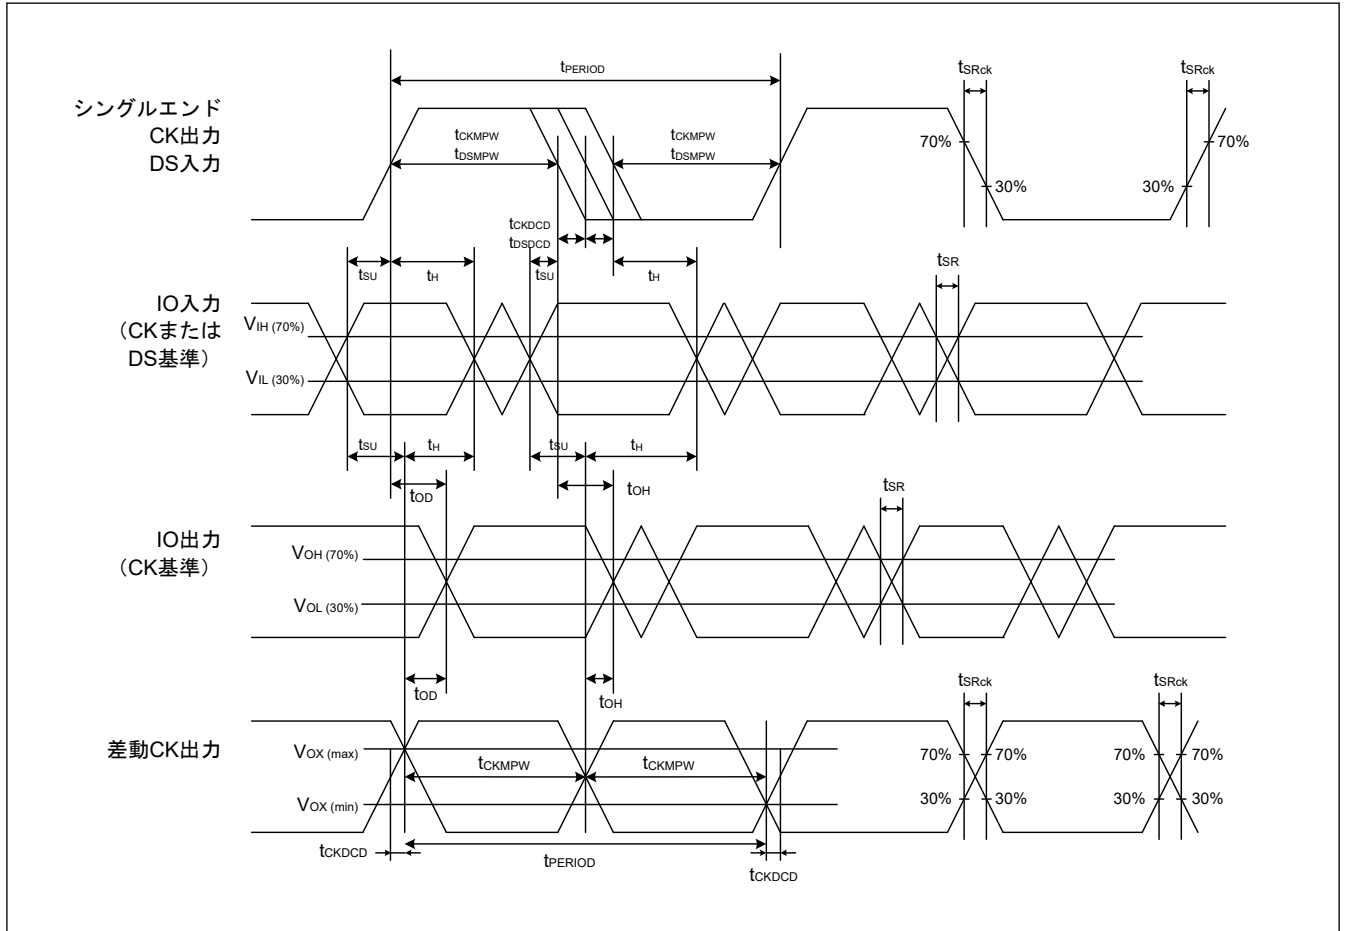 tPERIOD
tSRck
tSRck
シングルエンド
CK出力
DS入力
tCKMPW
tDSMPW
tCKMPW
tDSMPW
70%
30%
30%
70%
tCKDCD
tDSDCD
tSU
tH
tSU
tH
tSR
IO入力
（CKまたは
DS基準）
VIH (70%)
VIL (30%)
tSU
tH
tSU
tH
tOD
tOH
tSR
IO出力
（CK基準）
VOH (70%)
VOL (30%)
tOD
tOH
tSRck
tSRck
差動CK出力
VOX (max)
VOX (min)
tCKMPW
tCKMPW
70%
70%
30%
30%
70%
70%
30%
30%
tCKDCD
tPERIOD
tCKDCD